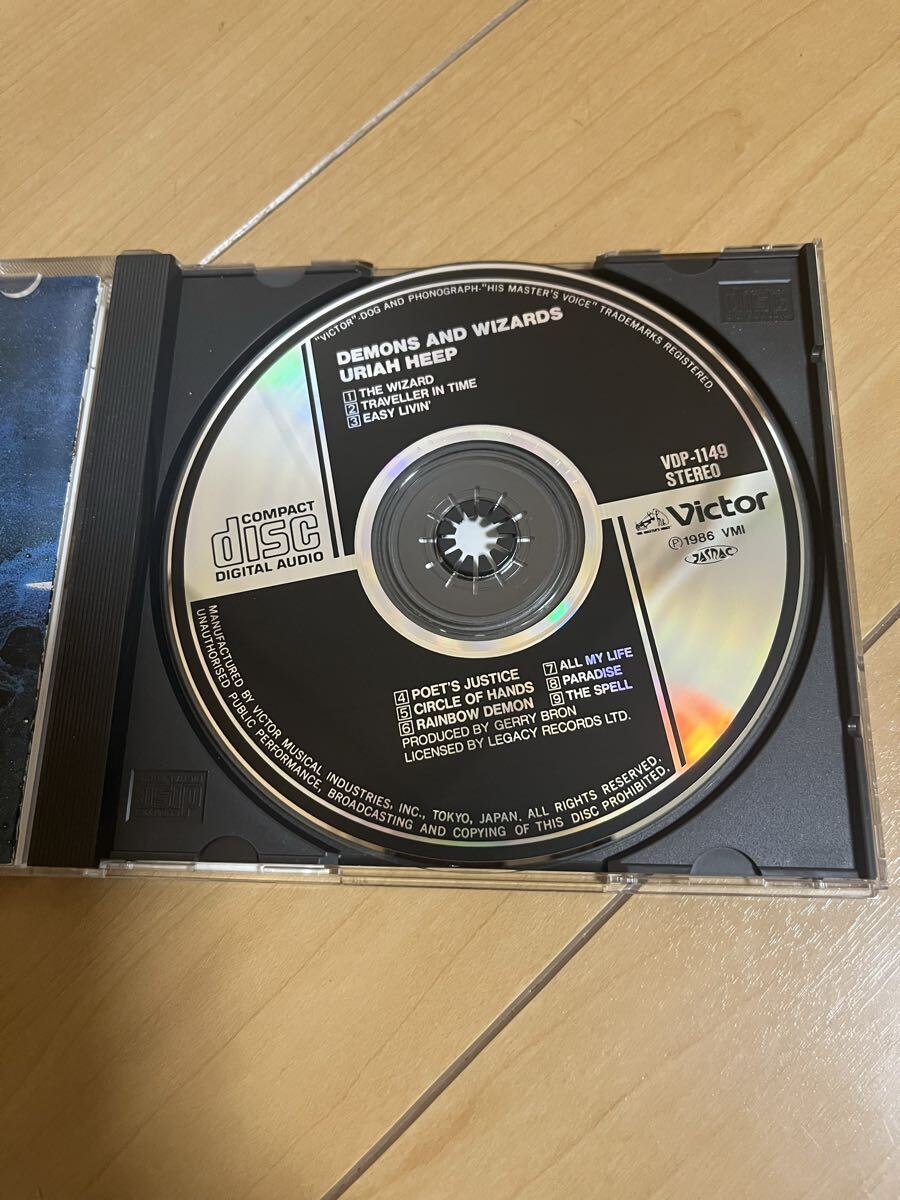 "VICTOR".DOG AND PHONOGRAPH-"HIS MASTER'S VOICE" TRADEMARKS REGISTERED.
DEMONS AND WIZARDS
URIAH HEEP
1 THE WIZARD
2 TRAVELLER IN TIME
3 EASY LIVIN'
VDP-1149
STEREO
COMPACT
disc
DIGITAL AUDIO
Victor
HIS MASTER'S VOICE
Ⓟ1986 VMI
JASRAC
4 POET'S JUSTICE
5 CIRCLE OF HANDS
6 RAINBOW DEMON
7 ALL MY LIFE
8 PARADISE
9 THE SPELL
PRODUCED BY GERRY BRON
LICENSED BY LEGACY RECORDS LTD.
MANUFACTURED BY VICTOR MUSICAL INDUSTRIES, INC., TOKYO, JAPAN. ALL RIGHTS RESERVED.
UNAUTHORISED PUBLIC PERFORMANCE, BROADCASTING AND COPYING OF THIS DISC PROHIBITED.